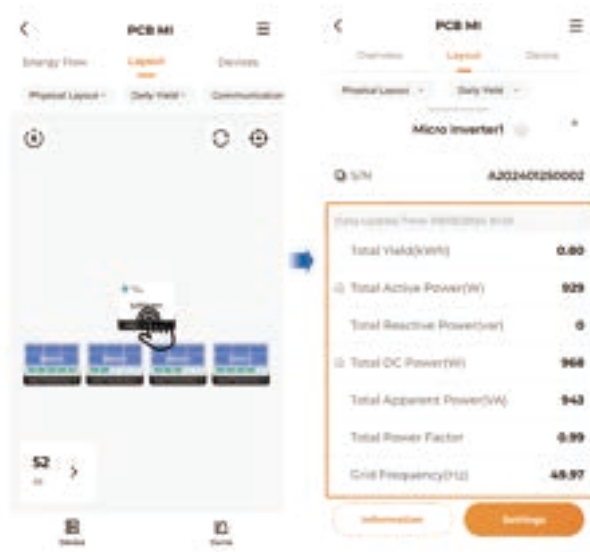 PCB MI
Energy Flow
Layout
Devices
Physical Layout
Daily Yield
Communication
52
PCB MI
Overview
Layout
Device
Physical Layout
Daily Yield
Micro Inverter1
S/N
A202401250002
Data Update Time:
Total Yield(kWh)
0.80
Total Active Power(W)
929
Total Reactive Power(var)
0
Total DC Power(W)
968
Total Apparent Power(VA)
943
Total Power Factor
0.99
Grid Frequency(Hz)
49.97
Information
Settings